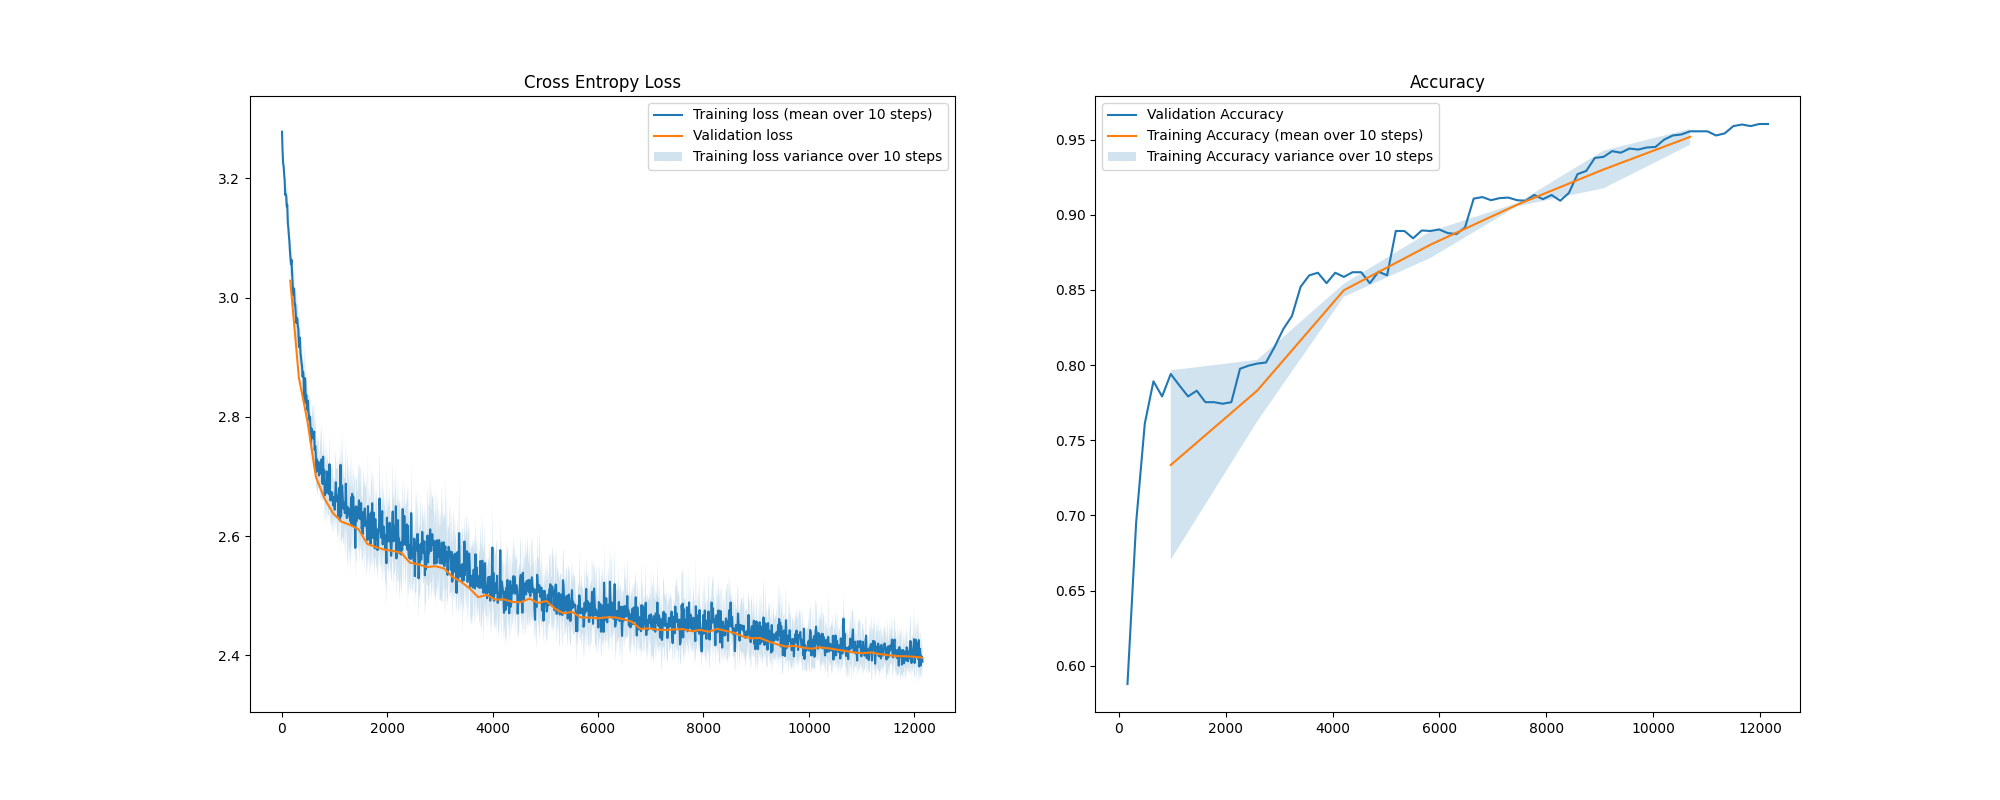 Cross Entropy Loss
Training loss (mean over 10 steps)
Validation loss
Training loss variance over 10 steps
3.2
3.0
2.8
2.6
2.4
0 2000 4000 6000 8000 10000 12000
Accuracy
Validation Accuracy
Training Accuracy (mean over 10 steps)
Training Accuracy variance over 10 steps
0.95
0.90
0.85
0.80
0.75
0.70
0.65
0.60
0 2000 4000 6000 8000 10000 12000